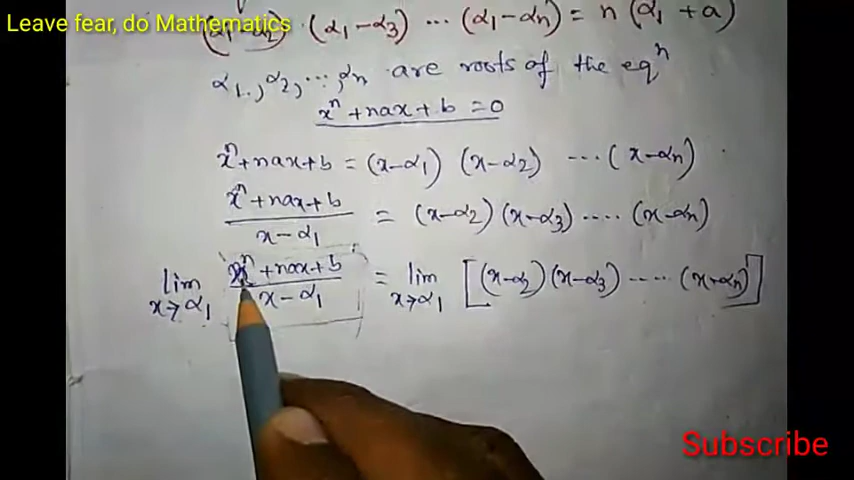 Leave fear, do Mathematics
(α1-α2) · (α1-α3) ... (α1-αn) = n (α1 + a)
α1, α2, ..., αn are roots of the eqⁿ
xⁿ + nax + b = 0
xⁿ + nax + b = (x-α1) (x-α2) ... (x-αn)
xⁿ + nax + b / x-α1 = (x-α2) (x-α3) .... (x-αn)
lim x→α1 xⁿ + nax + b / x-α1 = lim x→α1 [(x-α2) (x-α3) ..... (x-αn)]
Subscribe